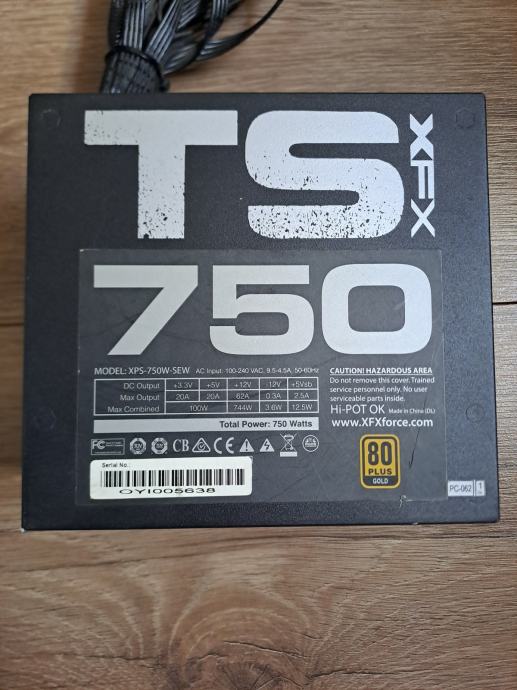 TS
XFX
750
MODEL: XPS-750W-SEW AC Input: 100-240 VAC, 9.5-4.5A, 50-60Hz
DC Output +3.3V +5V +12V -12V +5Vsb
Max Output 20A 20A 62A 0.3A 2.5A
Max Combined 100W 744W 3.6W 12.5W
Total Power: 750 Watts
CAUTION! HAZARDOUS AREA
Do not remove this cover. Trained
service personnel only. No user
serviceable parts inside.
Hi-POT OK Made in China (DL)
www.XFXforce.com
FC
CB
CE
80
PLUS
GOLD
Serial No.:
OYI005638
PC-062 1